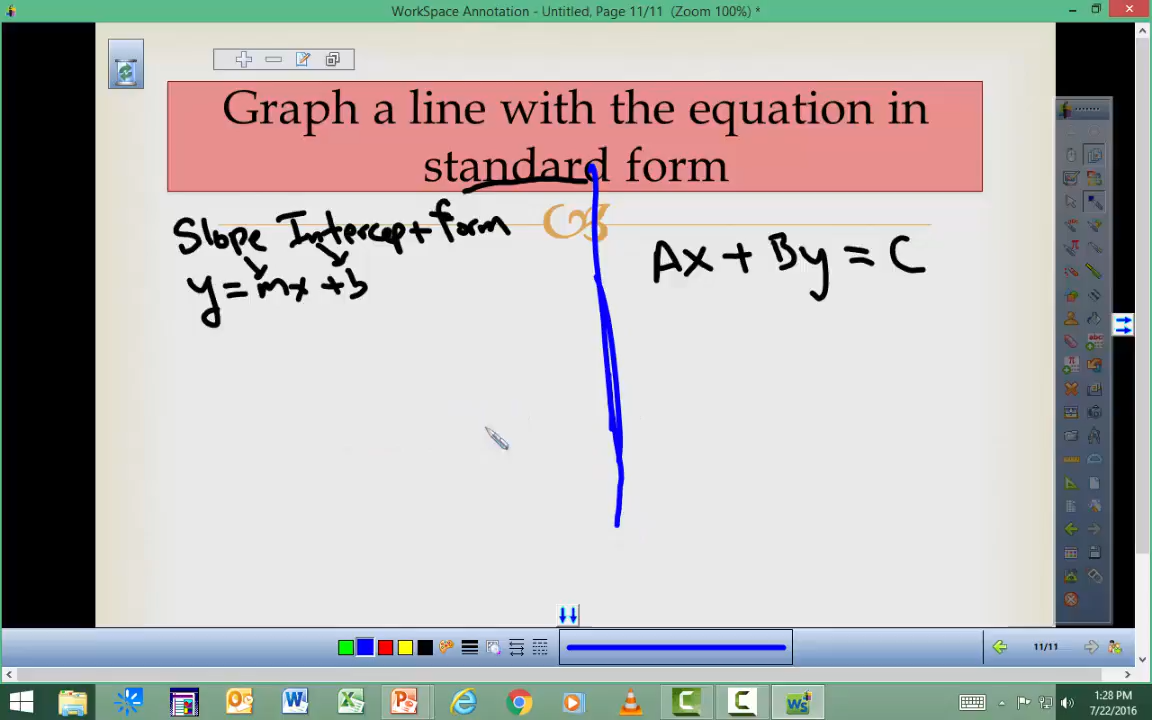 WorkSpace Annotation - Untitled, Page 11/11 (Zoom 100%) *
Graph a line with the equation in
standard form
Slope Intercept form
y = mx + b
Ax + By = C
11/11
1:28 PM
7/22/2016